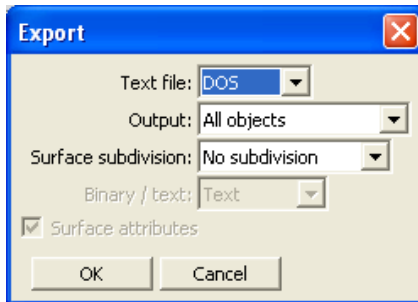 Export
Text file: DOS
Output: All objects
Surface subdivision: No subdivision
Binary / text: Text
Surface attributes
OK Cancel